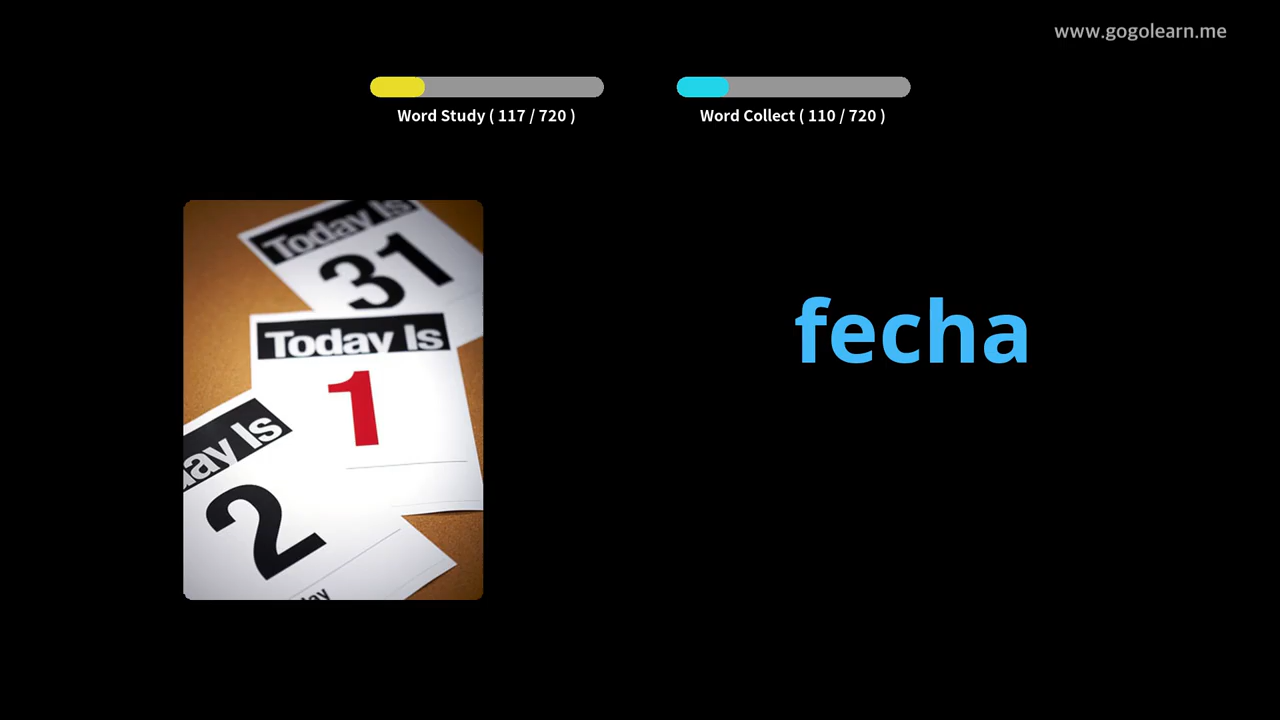 www.gogolearn.me
Word Study ( 117 / 720 )
Word Collect ( 110 / 720 )
Today Is
31
Today Is
1
fecha
ay Is
2
ay